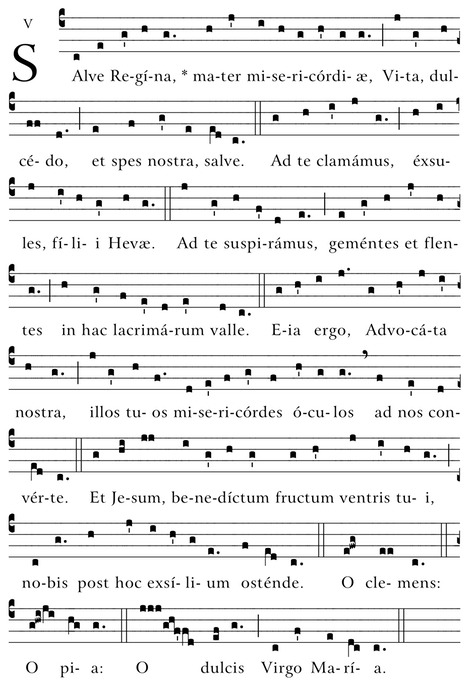 V
S Alve Re-gí-na, * ma-ter mi-se-ri-córdi- æ, Vi-ta, dul-
cé- do, et spes nostra, salve. Ad te clamámus, éxsu-
les, fí- li- i Hevæ. Ad te suspi-rámus, geméntes et flen-
tes in hac lacrimá-rum valle. E-ia ergo, Advo-cá-ta
nostra, illos tu- os mi-se-ri-córdes ó-cu-los ad nos con-
vér-te. Et Je-sum, be-ne-díctum fructum ventris tu- i,
no-bis post hoc exsí- li- um osténde. O cle- mens:
O pi- a: O dulcis Virgo Ma-rí- a.